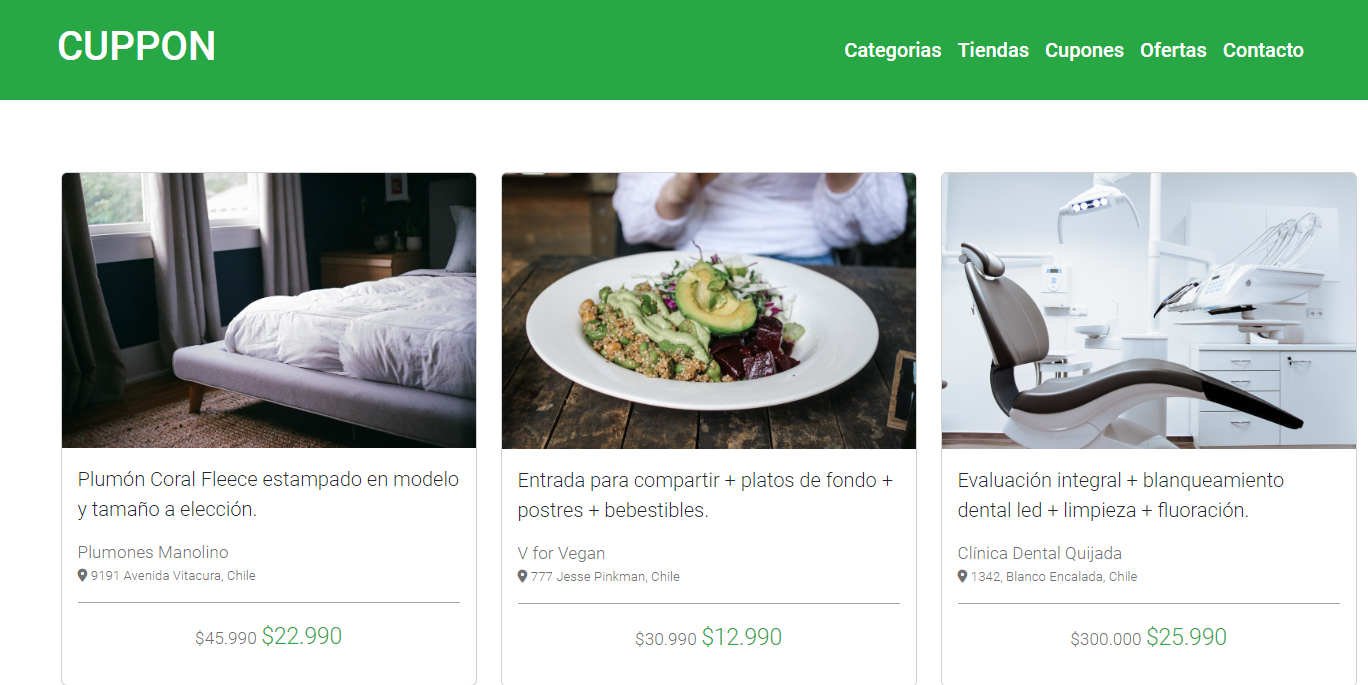 CUPPON
Categorias Tiendas Cupones Ofertas Contacto
Plumón Coral Fleece estampado en modelo
y tamaño a elección.
Plumones Manolino
9191 Avenida Vitacura, Chile
$45.990 $22.990
Entrada para compartir + platos de fondo +
postres + bebestibles.
V for Vegan
777 Jesse Pinkman, Chile
$30.990 $12.990
Evaluación integral + blanqueamiento
dental led + limpieza + fluoración.
Clínica Dental Quijada
1342, Blanco Encalada, Chile
$300.000 $25.990